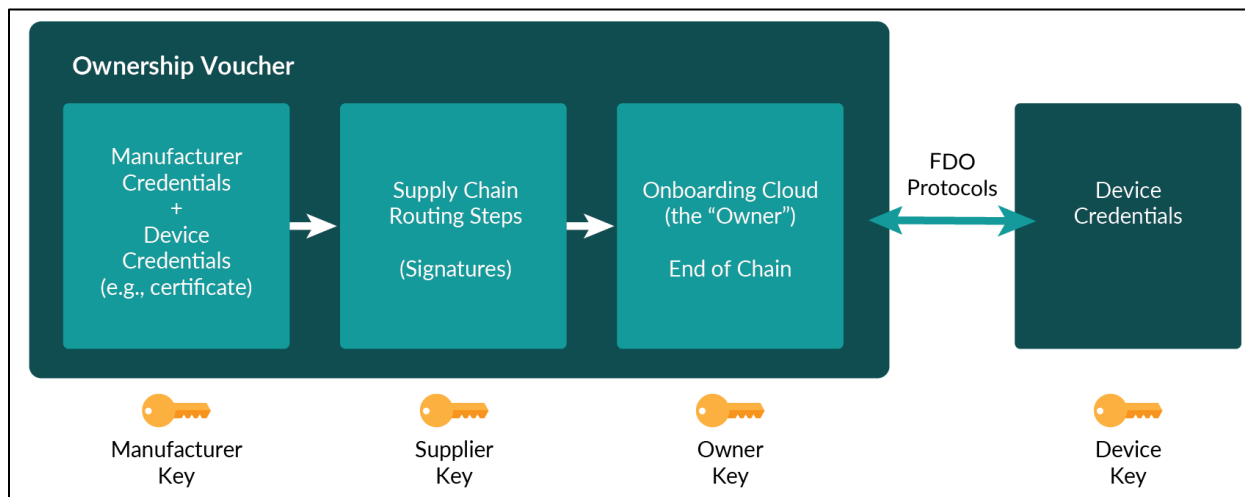 Ownership Voucher
Manufacturer
Credentials
+
Device
Credentials
(e.g., certificate)
Supply Chain
Routing Steps
(Signatures)
Onboarding Cloud
(the “Owner”)
End of Chain
FDO
Protocols
Device
Credentials
Manufacturer
Key
Supplier
Key
Owner
Key
Device
Key